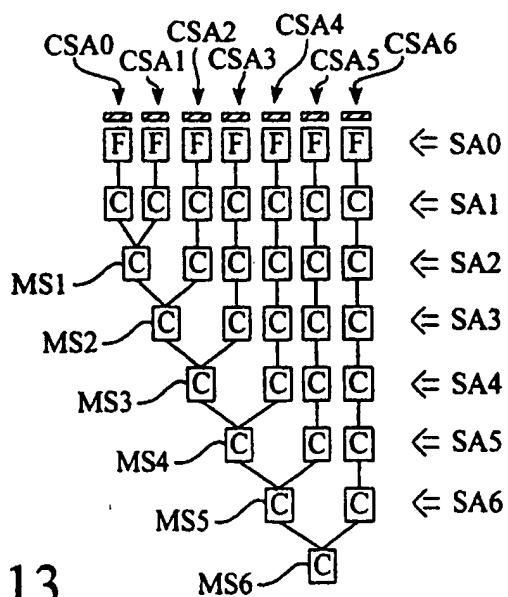 CSA4
CSA2
CSA0 CSA6
CSA1 CSA3 CSA5
F F F F F F F ⇐ SA0
C C C C C C C ⇐ SA1
C C C C C C ⇐ SA2
MS1
C C C C C ⇐ SA3
MS2
C C C C ⇐ SA4
MS3
C C C ⇐ SA5
MS4
C C ⇐ SA6
MS5
C
13
MS6